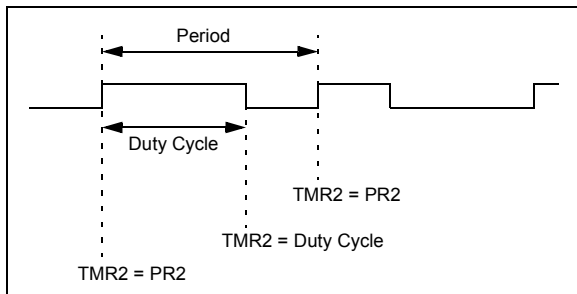 Period
Duty Cycle
TMR2 = PR2
TMR2 = Duty Cycle
TMR2 = PR2